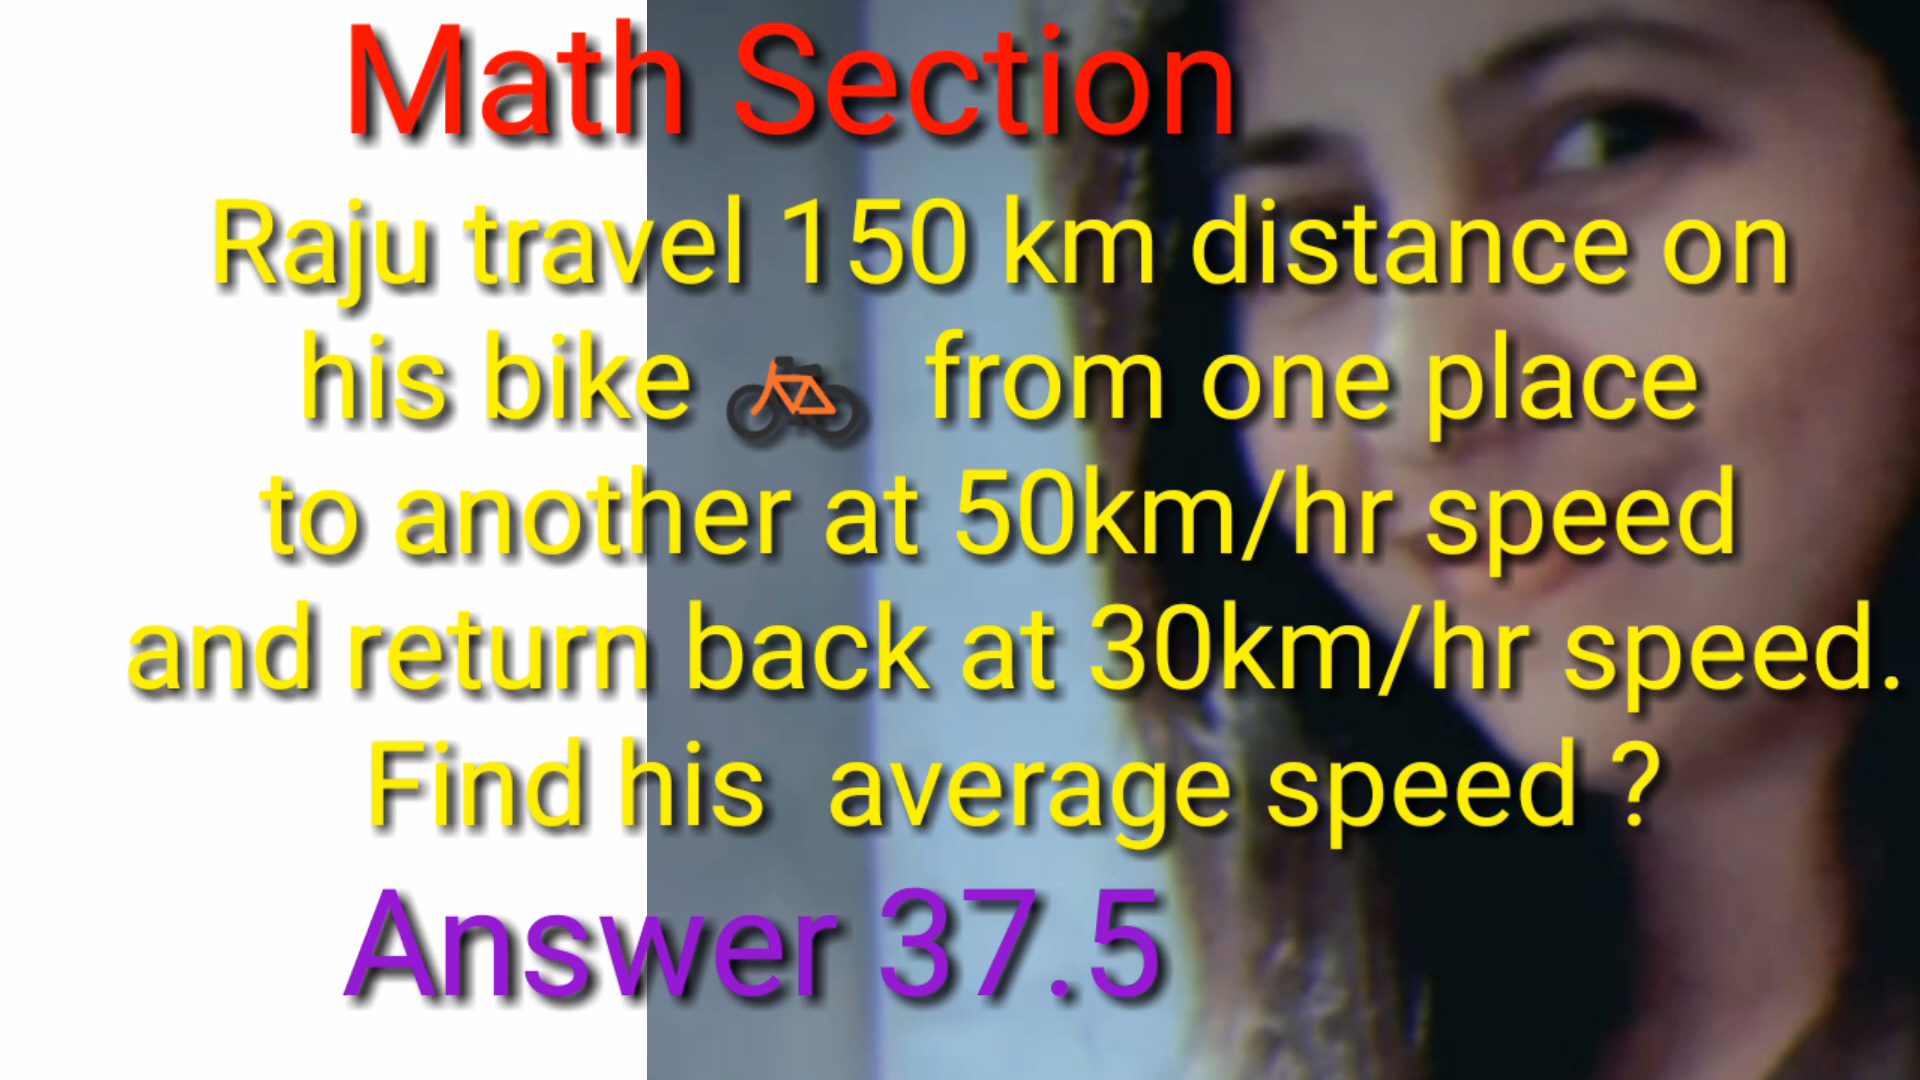 Math Section
Raju travel 150 km distance on
his bike 🚲 from one place
to another at 50km/hr speed
and return back at 30km/hr speed.
Find his average speed ?
Answer 37.5